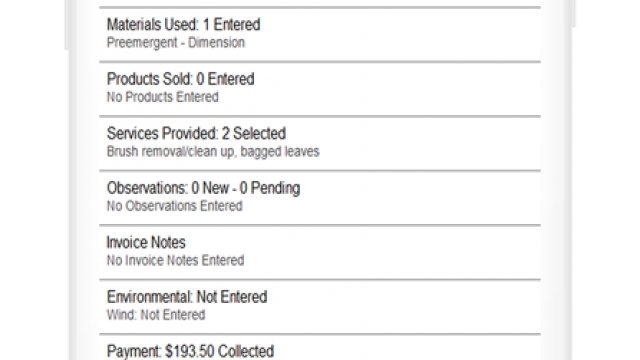 Materials Used: 1 Entered
Preemergent - Dimension
Products Sold: 0 Entered
No Products Entered
Services Provided: 2 Selected
Brush removal/clean up, bagged leaves
Observations: 0 New - 0 Pending
No Observations Entered
Invoice Notes
No Invoice Notes Entered
Environmental: Not Entered
Wind: Not Entered
Payment: $193.50 Collected